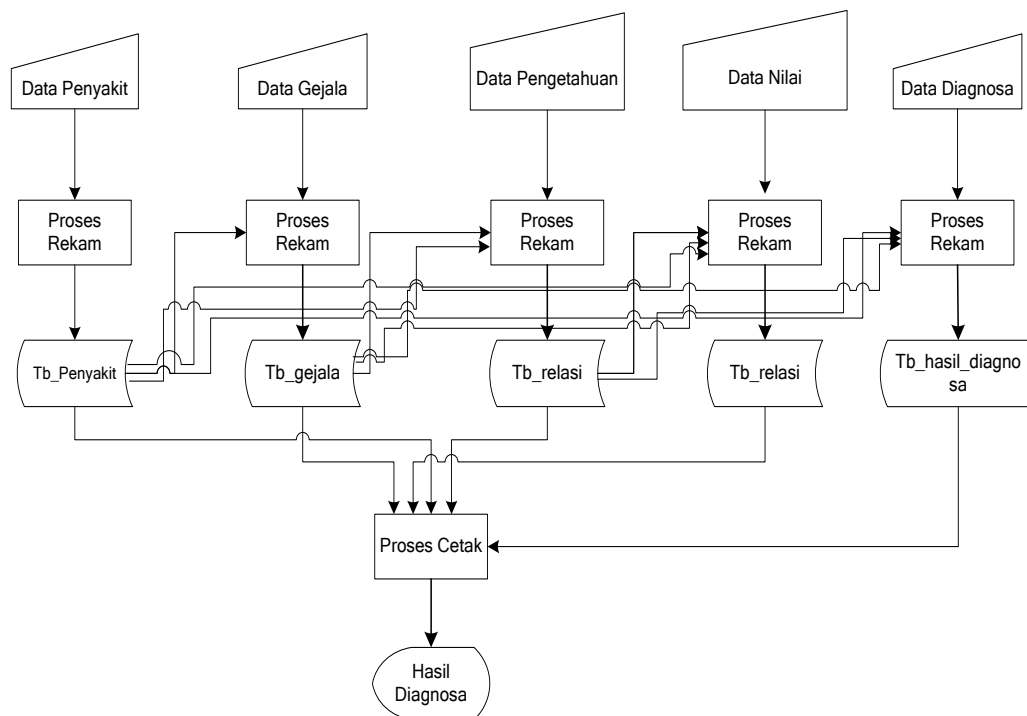 Data Penyakit
Data Gejala
Data Pengetahuan
Data Nilai
Data Diagnosa
Proses
Rekam
Proses
Rekam
Proses
Rekam
Proses
Rekam
Proses
Rekam
Tb_Penyakit
Tb_gejala
Tb_relasi
Tb_relasi
Tb_hasil_diagno
sa
Proses Cetak
Hasil
Diagnosa